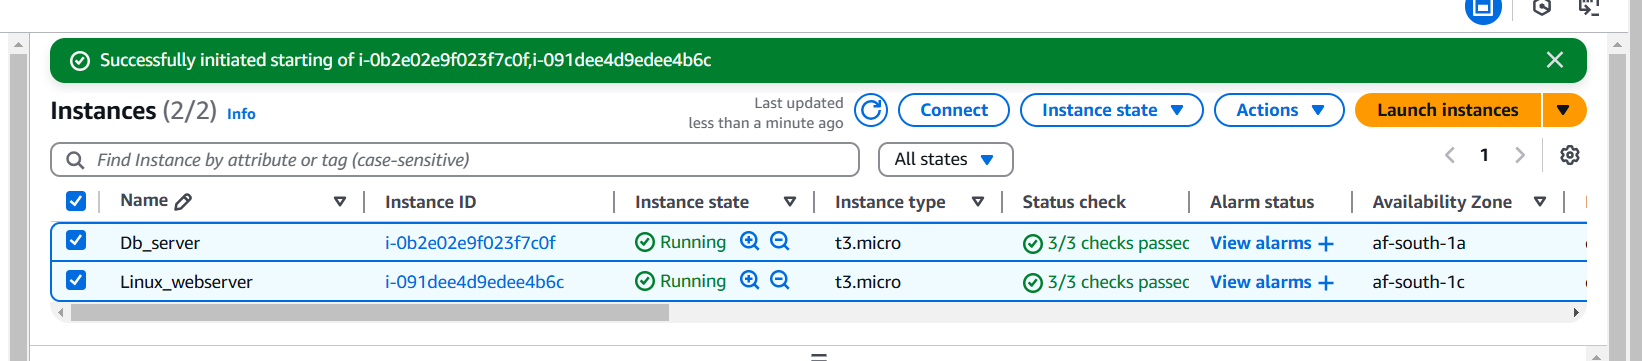 Successfully initiated starting of i-0b2e02e9f023f7c0f,i-091dee4d9edee4b6c
Instances (2/2) Info
Last updated
less than a minute ago
Connect
Instance state
Actions
Launch instances
Find Instance by attribute or tag (case-sensitive)
All states
1
Name Instance ID Instance state Instance type Status check Alarm status Availability Zone
Db_server i-0b2e02e9f023f7c0f Running t3.micro 3/3 checks passec View alarms + af-south-1a
Linux_webserver i-091dee4d9edee4b6c Running t3.micro 3/3 checks passec View alarms + af-south-1c